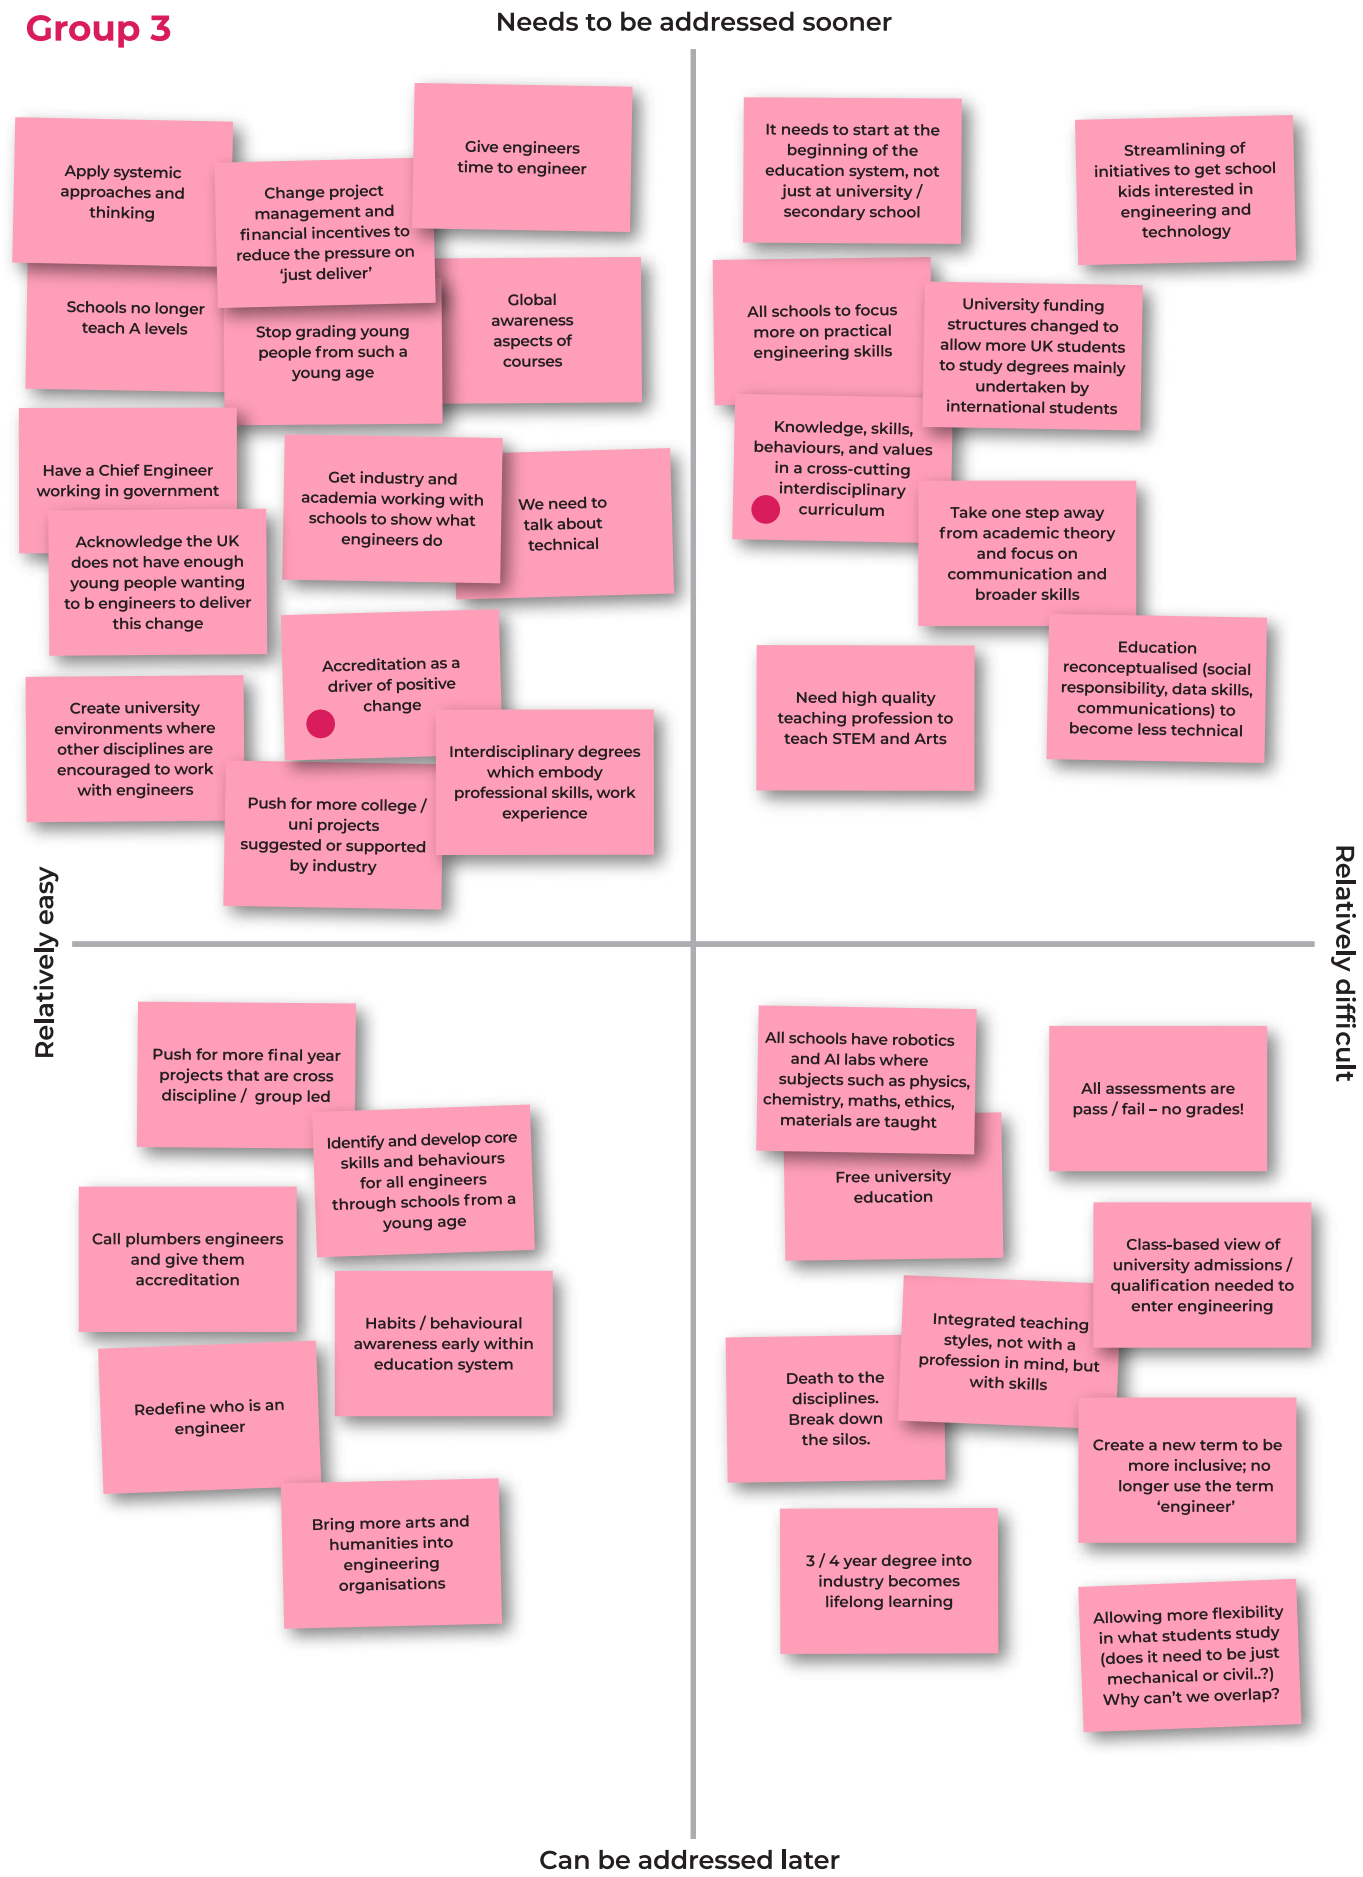 Group 3
Needs to be addressed sooner
Give engineers
time to engineer
Apply systemic
approaches and
thinking
Change project
management and
financial incentives to
reduce the pressure on
‘just deliver’
Schools no longer
teach A levels
Stop grading young
people from such a
young age
Global
awareness
aspects of
courses
Have a Chief Engineer
working in government
Get industry and
academia working with
schools to show what
engineers do
We need to
talk about
technical
Acknowledge the UK
does not have enough
young people wanting
to b engineers to deliver
this change
Accreditation as a
driver of positive
change
Create university
environments where
other disciplines are
encouraged to work
with engineers
Interdisciplinary degrees
which embody
professional skills, work
experience
Push for more college /
uni projects
suggested or supported
by industry
It needs to start at the
beginning of the
education system, not
just at university /
secondary school
Streamlining of
initiatives to get school
kids interested in
engineering and
technology
All schools to focus
more on practical
engineering skills
University funding
structures changed to
allow more UK students
to study degrees mainly
undertaken by
international students
Knowledge, skills,
behaviours, and values
in a cross-cutting
interdisciplinary
curriculum
Take one step away
from academic theory
and focus on
communication and
broader skills
Need high quality
teaching profession to
teach STEM and Arts
Education
reconceptualised (social
responsibility, data skills,
communications) to
become less technical
Relatively easy
Relatively difficult
Push for more final year
projects that are cross
discipline / group led
Identify and develop core
skills and behaviours
for all engineers
through schools from a
young age
Call plumbers engineers
and give them
accreditation
Habits / behavioural
awareness early within
education system
Redefine who is an
engineer
Bring more arts and
humanities into
engineering
organisations
All schools have robotics
and AI labs where
subjects such as physics,
chemistry, maths, ethics,
materials are taught
All assessments are
pass / fail – no grades!
Free university
education
Class-based view of
university admissions /
qualification needed to
enter engineering
Integrated teaching
styles, not with a
profession in mind, but
with skills
Death to the
disciplines.
Break down
the silos.
Create a new term to be
more inclusive; no
longer use the term
‘engineer’
3 / 4 year degree into
industry becomes
lifelong learning
Allowing more flexibility
in what students study
(does it need to be just
mechanical or civil..?)
Why can’t we overlap?
Can be addressed later